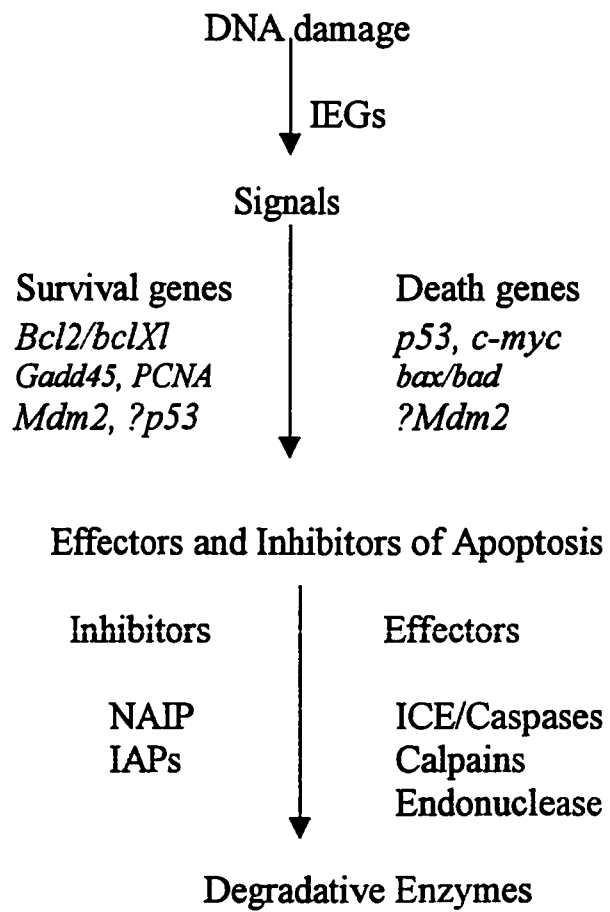 DNA damage
IEGs
Signals
Survival genes
Bcl2/bclXl
Gadd45, PCNA
Mdm2, ?p53
Death genes
p53, c-myc
bax/bad
?Mdm2
Effectors and Inhibitors of Apoptosis
Inhibitors
NAIP
IAPs
Effectors
ICE/Caspases
Calpains
Endonuclease
Degradative Enzymes